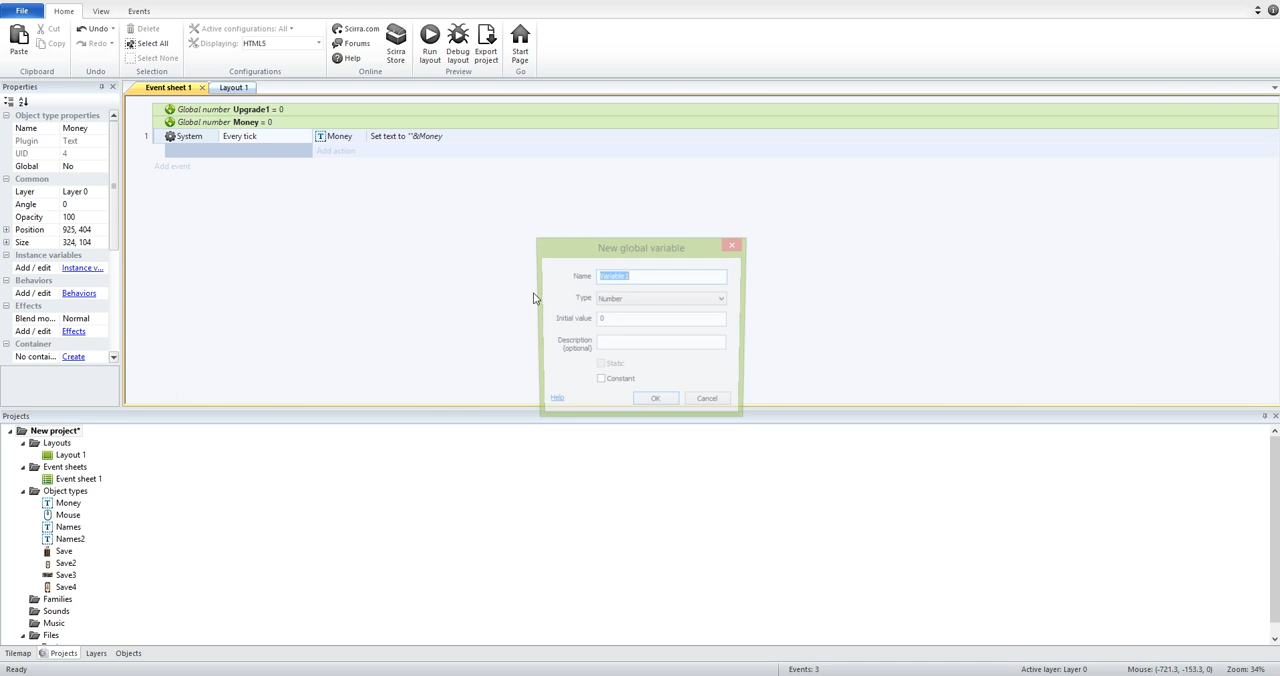 File Home View Events
Paste Cut Copy Undo Redo Delete Select All Select None Active configurations: All Displaying: HTML5 Scirra.com Forums Help Scirra Store Run layout Debug layout Export project Start Page
Clipboard Undo Selection Configurations Online Preview Go
Properties
Event sheet 1 Layout 1
Object type properties
Name Money
Plugin Text
UID 4
Global No
Common
Layer Layer 0
Angle 0
Opacity 100
Position 925, 404
Size 324, 104
Instance variables
Add / edit Instance v...
Behaviors
Add / edit Behaviors
Effects
Blend mo... Normal
Add / edit Effects
Container
No contai... Create
Global number Upgrade1 = 0
Global number Money = 0
1 System Every tick Money Set text to ""&Money
Add action
Add event
New global variable
Name Variable1
Type Number
Initial value 0
Description (optional)
Static
Constant
Help OK Cancel
Projects
New project*
Layouts
Layout 1
Event sheets
Event sheet 1
Object types
Money
Mouse
Names
Names2
Save
Save2
Save3
Save4
Families
Sounds
Music
Files
Tilemap Projects Layers Objects
Ready Events: 3 Active layer: Layer 0 Mouse: (-721.3, -153.3, 0) Zoom: 34%